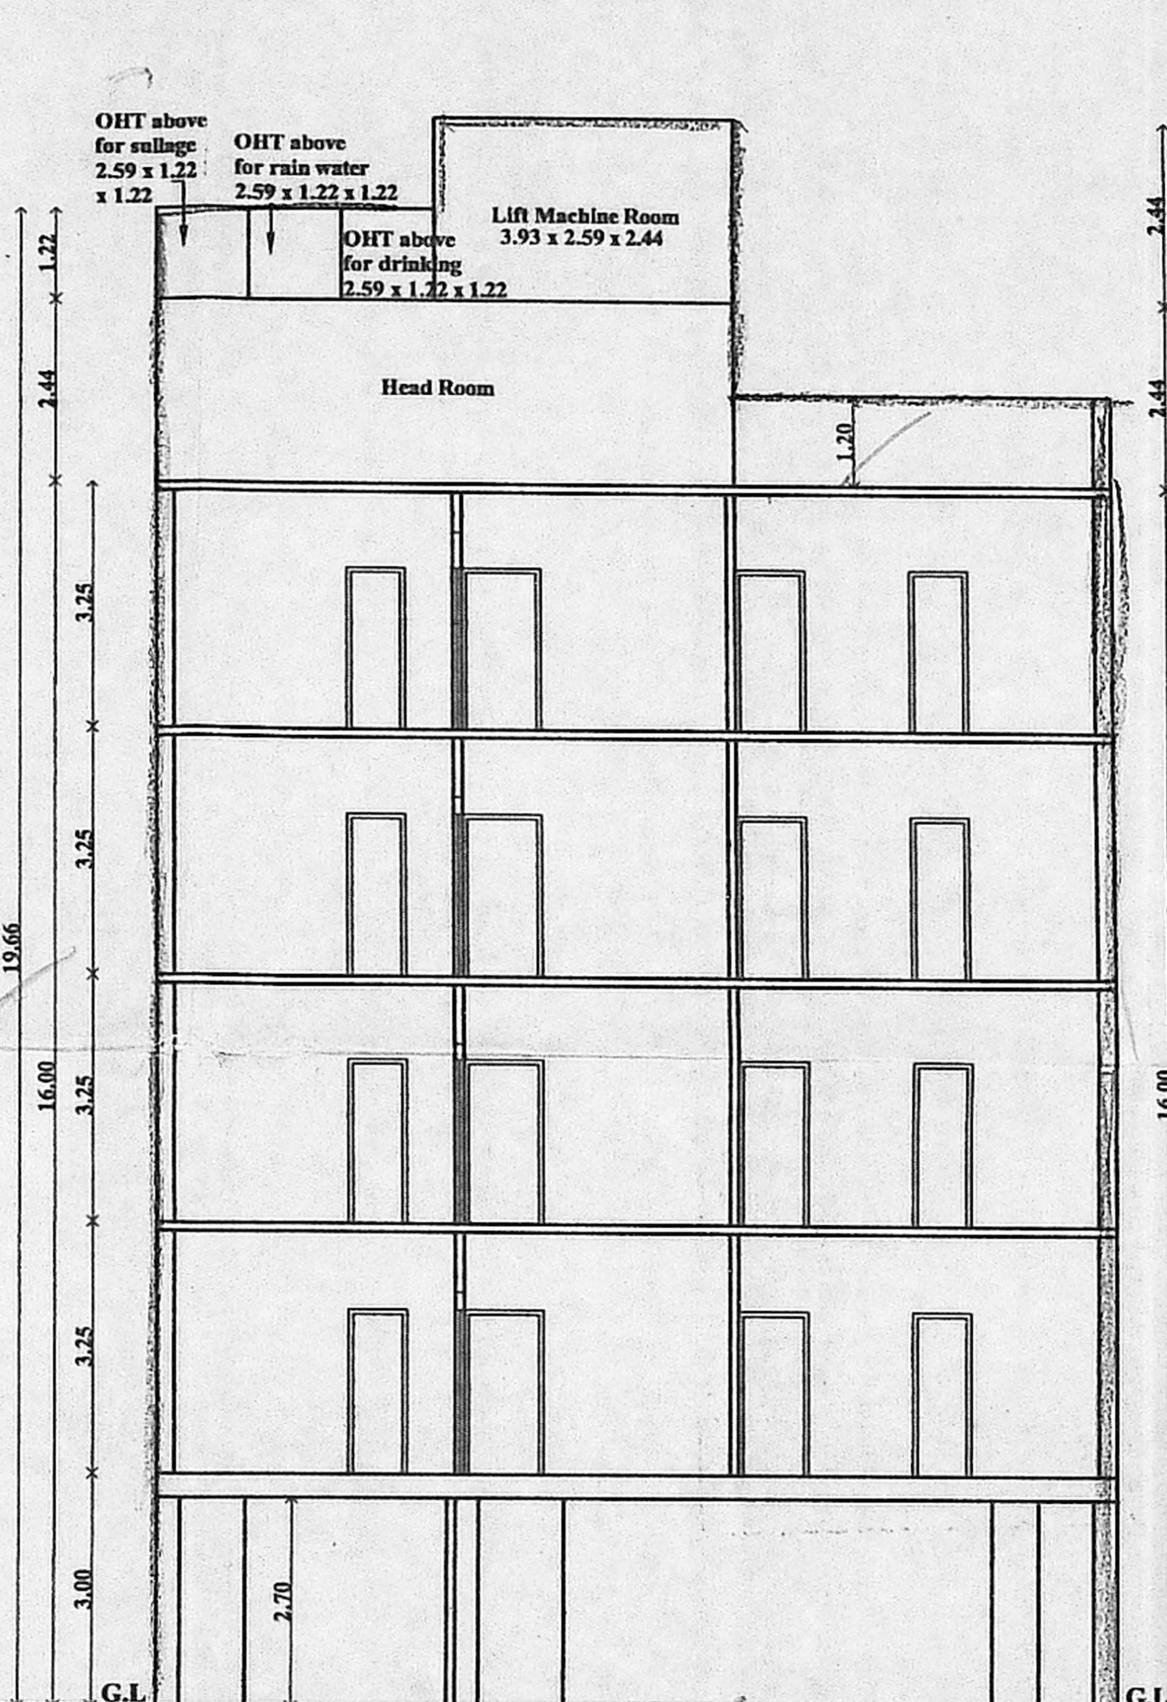 OHT above
for sullage
2.59 x 1.22
x 1.22
OHT above
for rain water
2.59 x 1.22 x 1.22
OHT above
for drinking
2.59 x 1.22 x 1.22
Lift Machine Room
3.93 x 2.59 x 2.44
Head Room
1.22
2.44
2.44
2.44
1.20
3.25
3.25
19.66
16.00
3.25
16.00
3.25
3.00
2.70
G.L
G.L